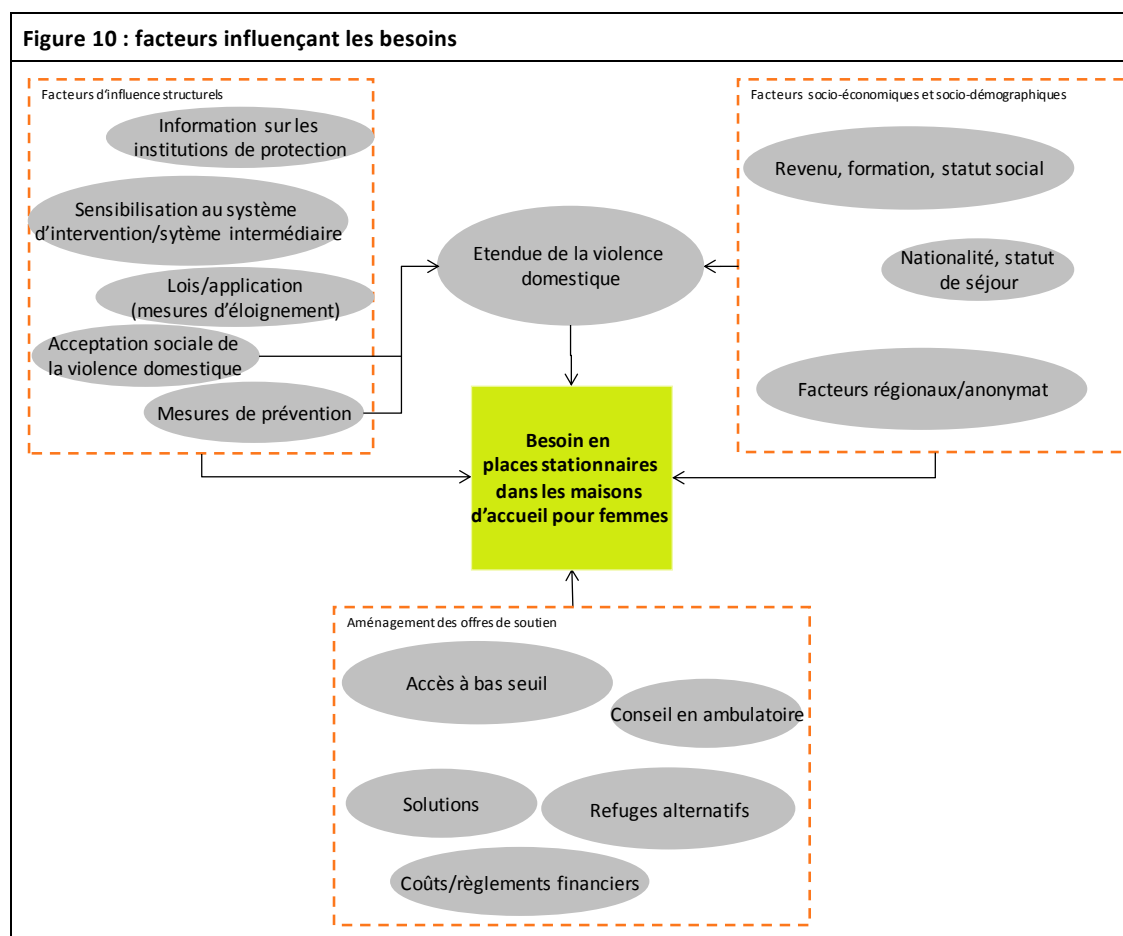 Figure 10 : facteurs influençant les besoins
Facteurs d'influence structurels
Information sur les
institutions de protection
Sensibilisation au système
d'intervention/sytème intermédiaire
Lois/application
(mesures d'éloignement)
Acceptation sociale de
la violence domestique
Mesures de prévention
Etendue de la violence
domestique
Facteurs socio-économiques et socio-démographiques
Revenu, formation, statut social
Nationalité, statut
de séjour
Facteurs régionaux/anonymat
Besoin en
places stationnaires
dans les maisons
d'accueil pour femmes
Aménagement des offres de soutien
Accès à bas seuil
Conseil en ambulatoire
Solutions
Refuges alternatifs
Coûts/règlements financiers